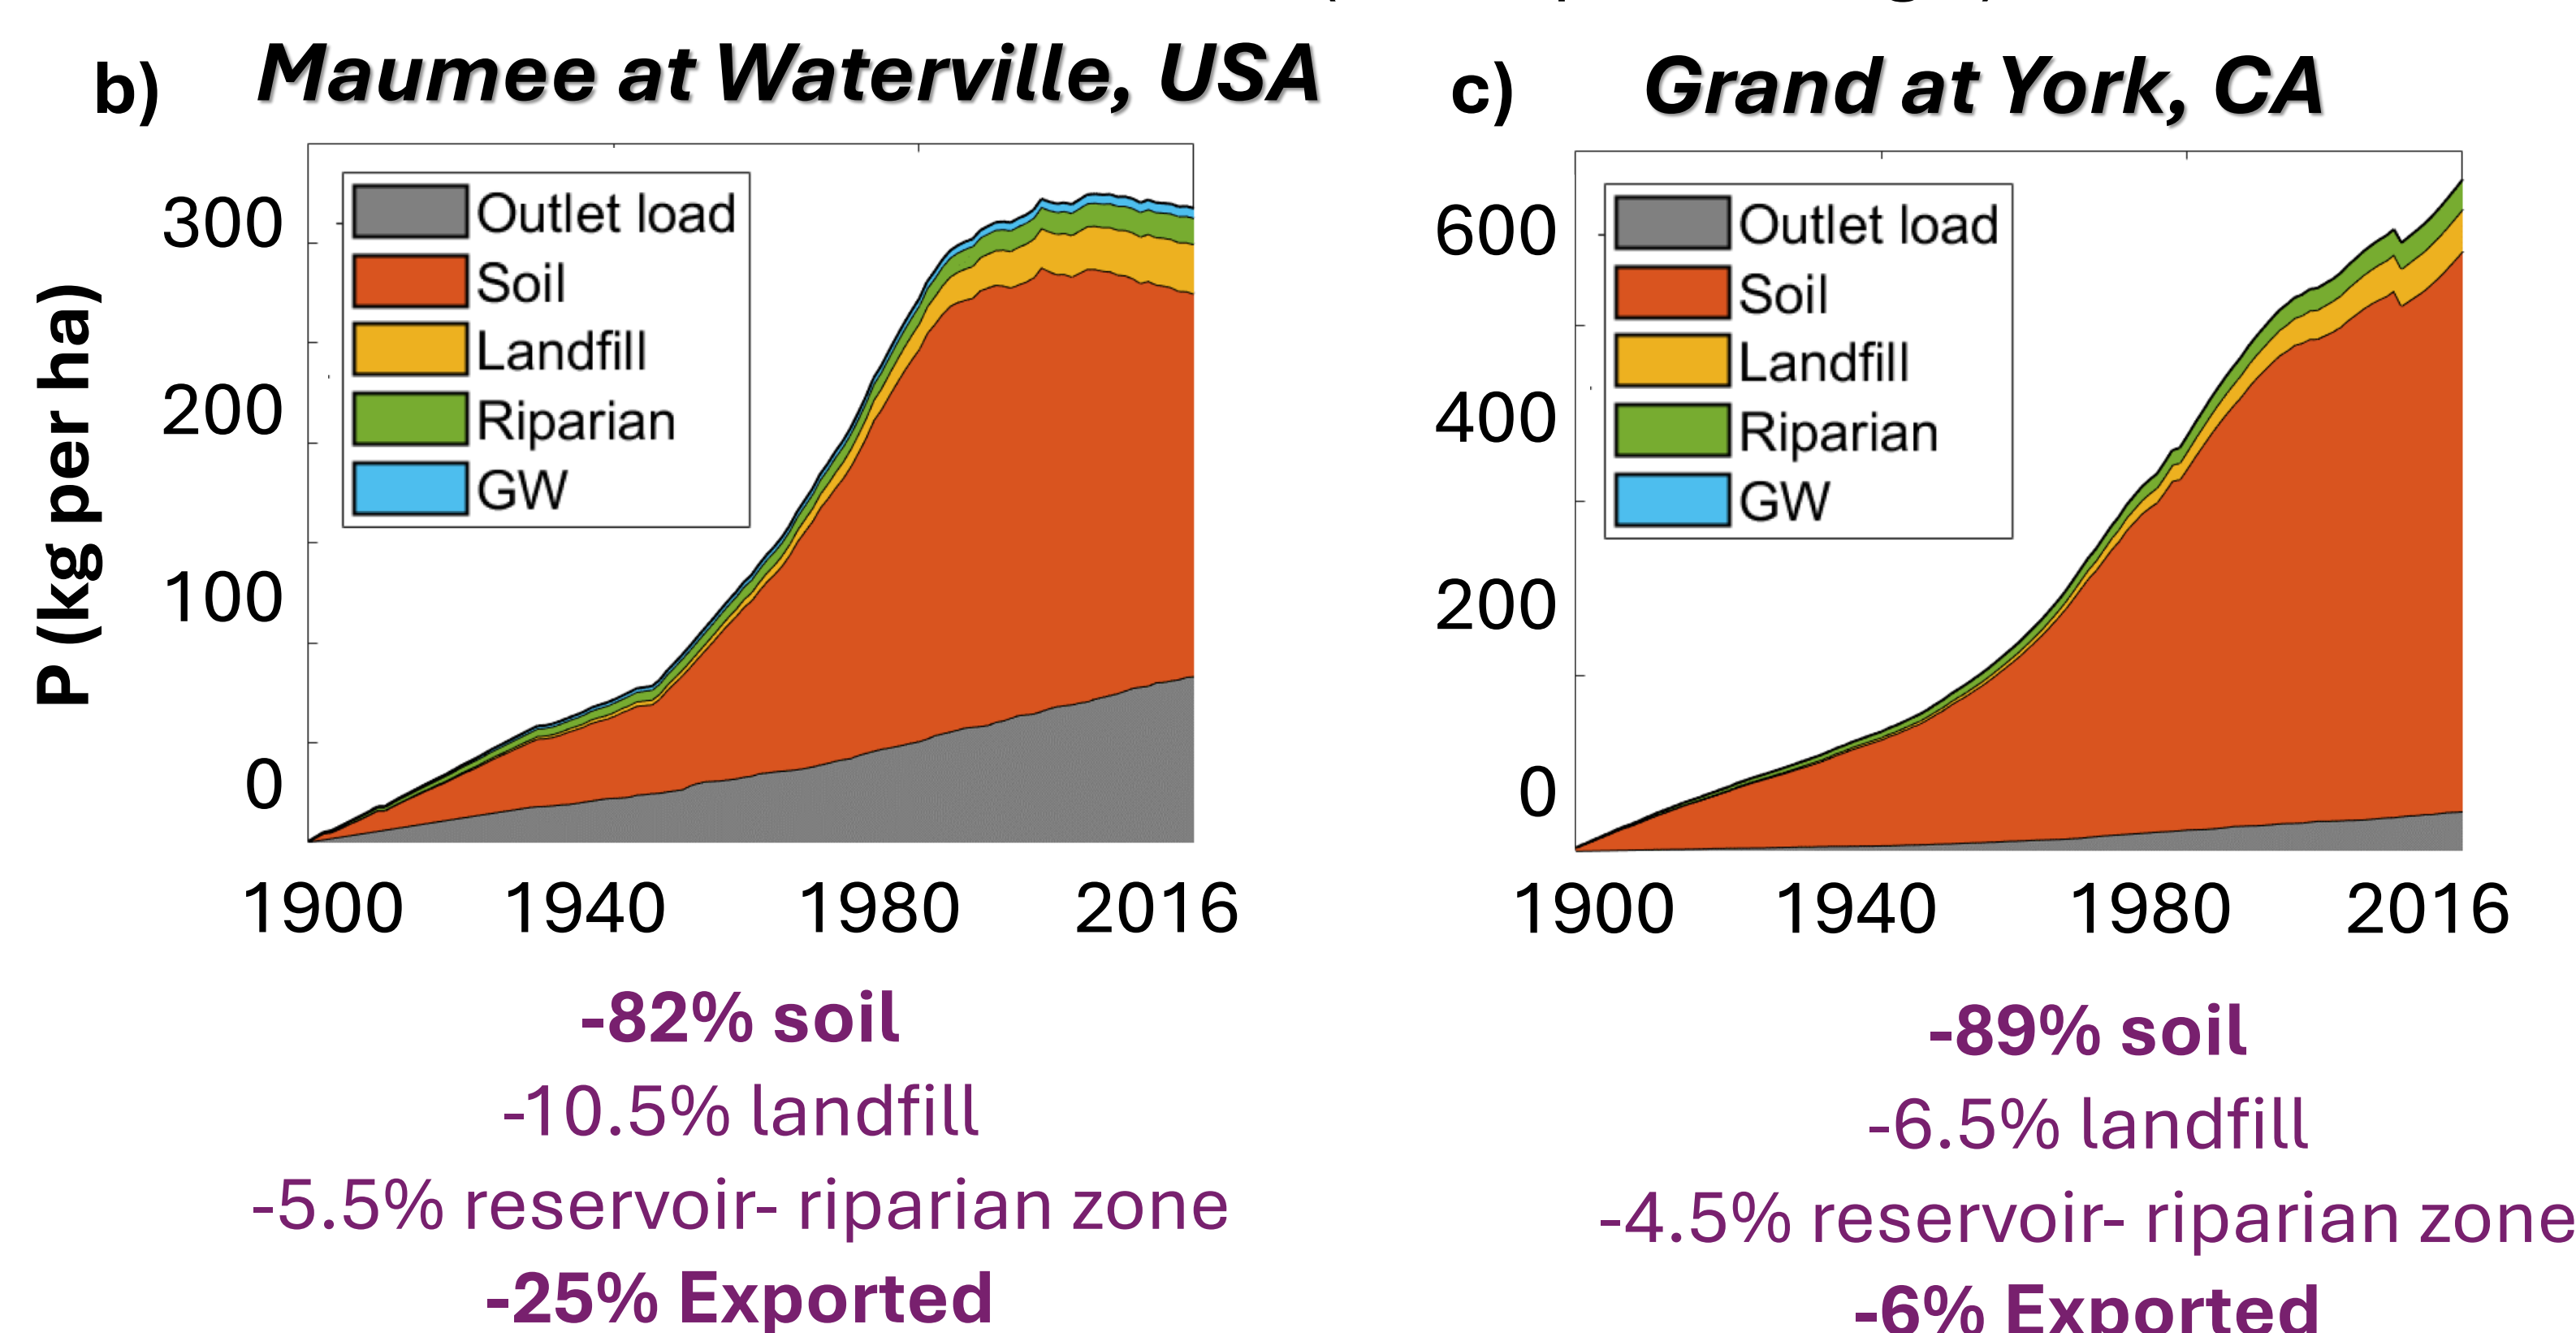 b) Maumee at Waterville, USA
P (kg per ha)
300
200
100
0
Outlet load
Soil
Landfill
Riparian
GW
1900 1940 1980 2016
-82% soil
-10.5% landfill
-5.5% reservoir- riparian zone
-25% Exported
c) Grand at York, CA
600
400
200
0
Outlet load
Soil
Landfill
Riparian
GW
1900 1940 1980 2016
-89% soil
-6.5% landfill
-4.5% reservoir- riparian zone
-6% Exported